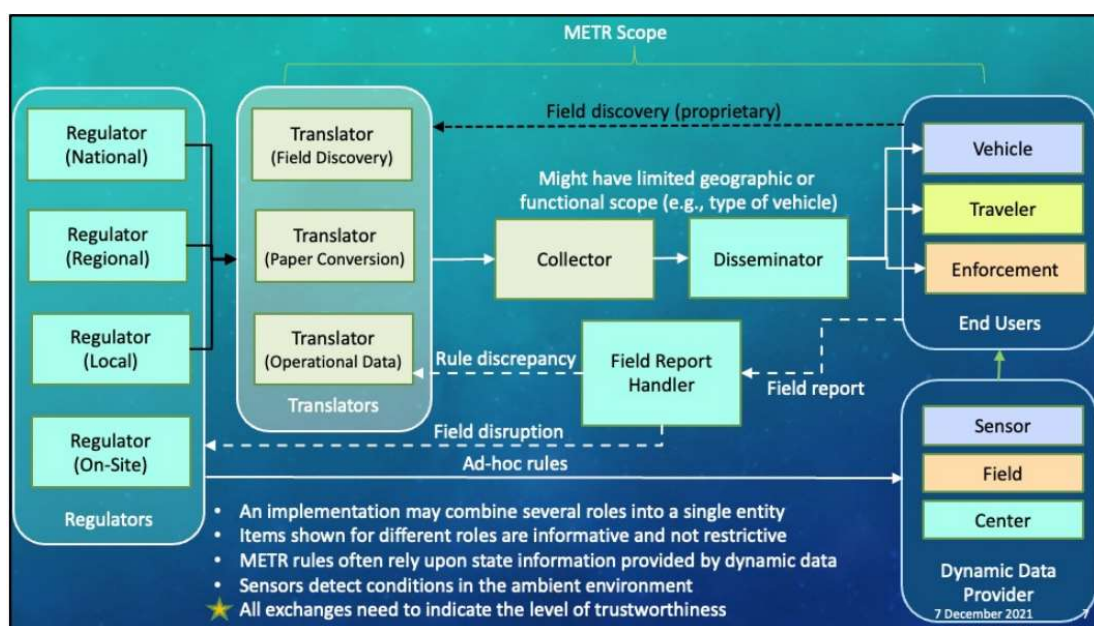 METR Scope
Regulator
(National)
Regulator
(Regional)
Regulator
(Local)
Regulator
(On-Site)
Regulators
Translator
(Field Discovery)
Translator
(Paper Conversion)
Translator
(Operational Data)
Translators
Field discovery (proprietary)
Might have limited geographic or
functional scope (e.g., type of vehicle)
Collector
Disseminator
Vehicle
Traveler
Enforcement
End Users
Rule discrepancy
Field Report
Handler
Field report
Field disruption
Ad-hoc rules
Sensor
Field
Center
Dynamic Data
Provider
• An implementation may combine several roles into a single entity
• Items shown for different roles are informative and not restrictive
• METR rules often rely upon state information provided by dynamic data
• Sensors detect conditions in the ambient environment
All exchanges need to indicate the level of trustworthiness
7 December 2021
7